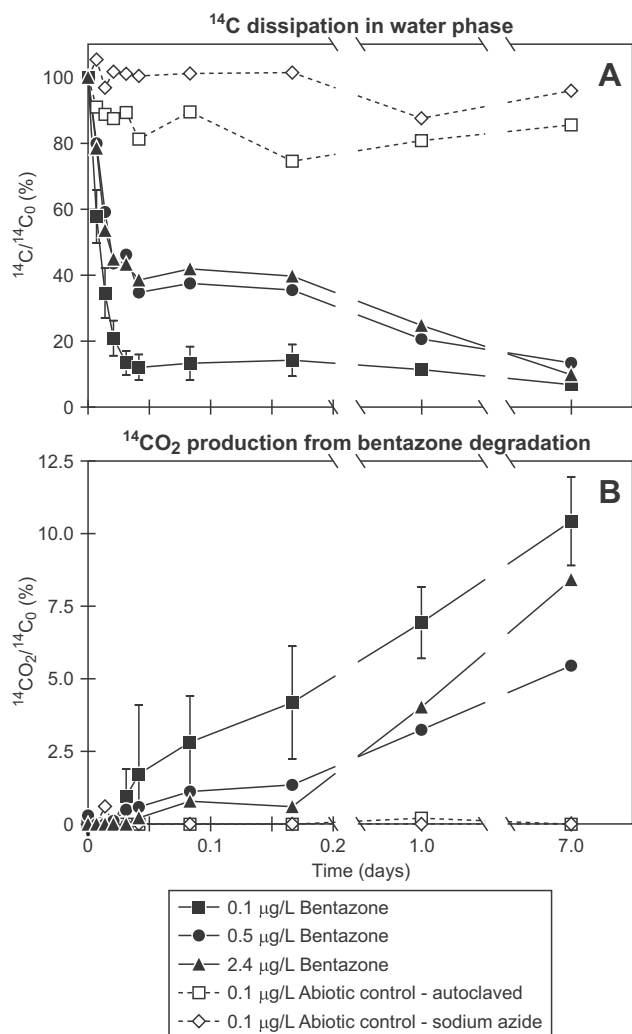 ¹⁴C dissipation in water phase
A
100
80
60
40
20
0
¹⁴C/¹⁴C₀ (%)
¹⁴CO₂ production from bentazone degradation
B
12.5
10.0
7.5
5.0
2.5
0
¹⁴CO₂/¹⁴C₀ (%)
0 0.1 0.2 1.0 7.0
Time (days)
0.1 µg/L Bentazone
0.5 µg/L Bentazone
2.4 µg/L Bentazone
0.1 µg/L Abiotic control - autoclaved
0.1 µg/L Abiotic control - sodium azide